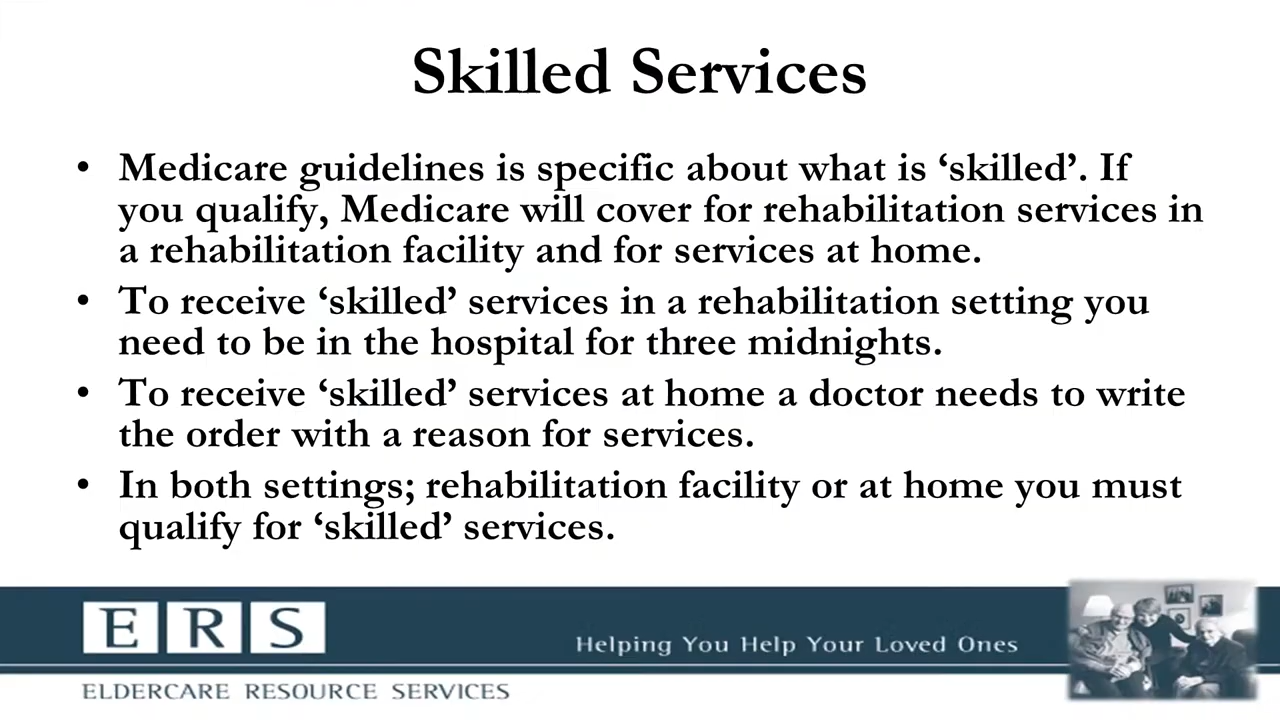 Skilled Services
• Medicare guidelines is specific about what is ‘skilled’. If
you qualify, Medicare will cover for rehabilitation services in
a rehabilitation facility and for services at home.
• To receive ‘skilled’ services in a rehabilitation setting you
need to be in the hospital for three midnights.
• To receive ‘skilled’ services at home a doctor needs to write
the order with a reason for services.
• In both settings; rehabilitation facility or at home you must
qualify for ‘skilled’ services.
E R S
Helping You Help Your Loved Ones
ELDERCARE RESOURCE SERVICES